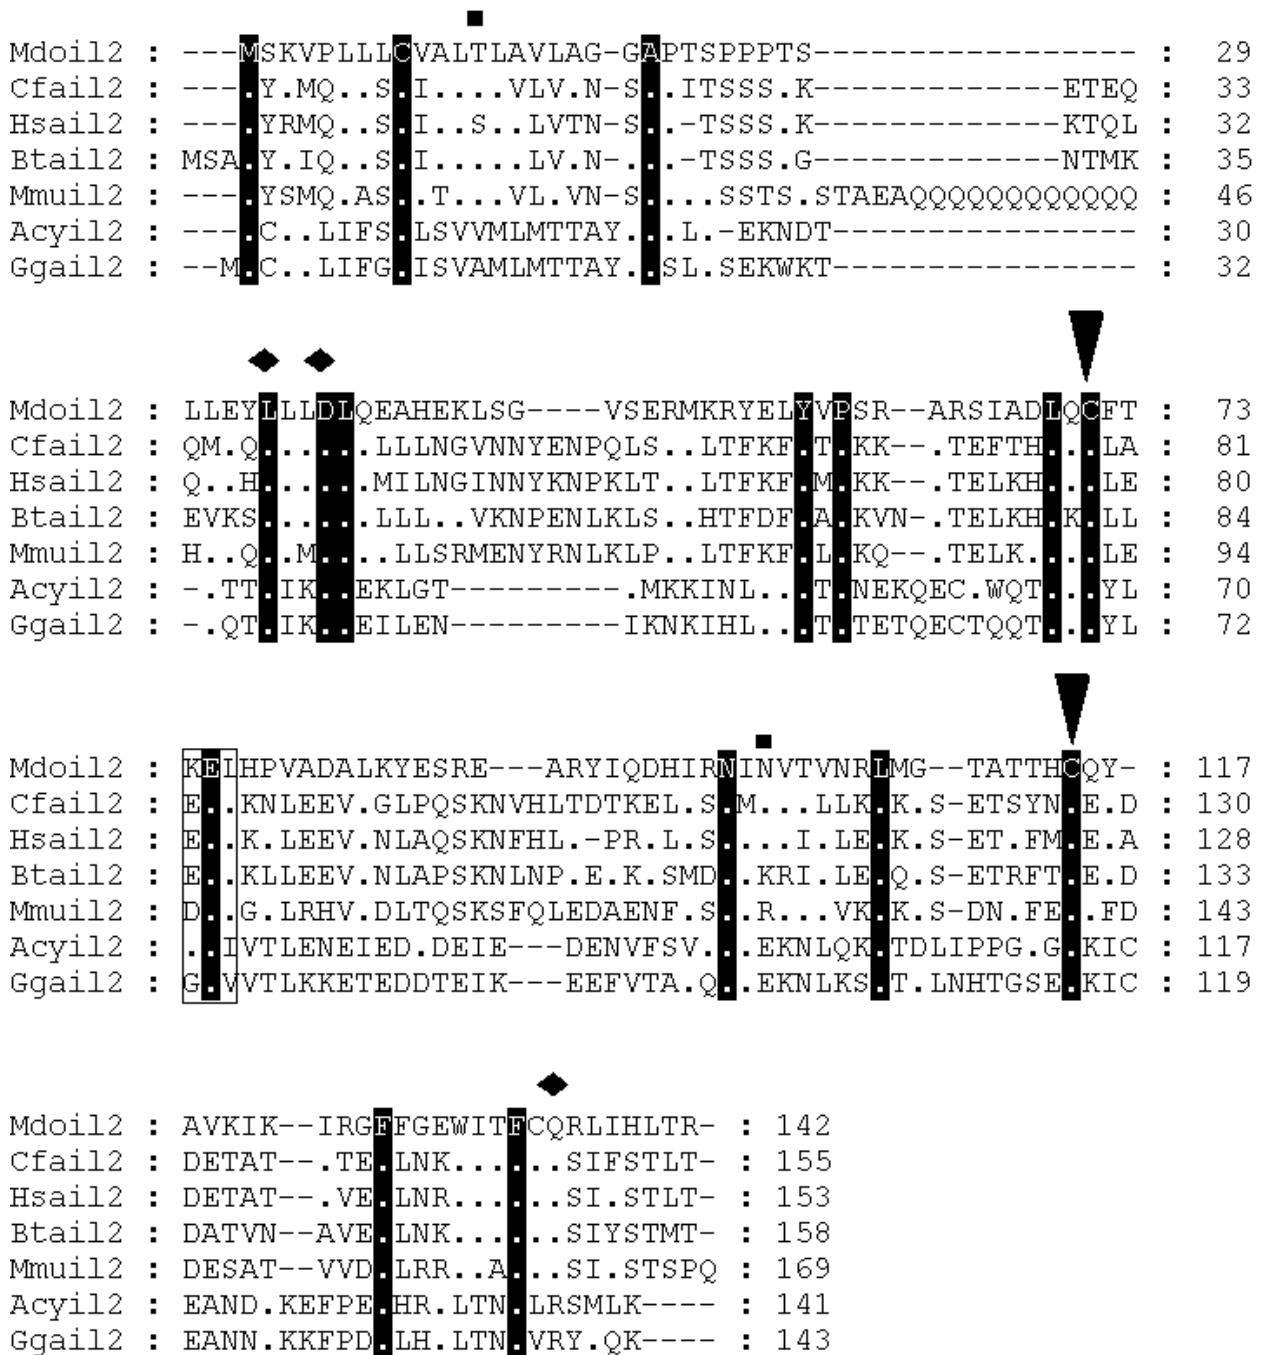 Mdoil2 : ---MSKVPLLLCVALTLAVLAG-GAPTSPPPTS----------------- : 29
Cfail2 : ---.Y.MQ..S.I....VLV.N-S..ITSSS.K-------------ETEQ : 33
Hsail2 : ---.YRMQ..S.I..S..LVTN-S..-TSSS.K-------------KTQL : 32
Btail2 : MSA.Y.IQ..S.I.....LV.N-...-TSSS.G-------------NTMK : 35
Mmuil2 : ---.YSMQ.AS..T...VL.VN-S....SSTS.STAEAQQQQQQQQQQQQ : 46
Acyil2 : ---.C..LIFS.LSVVMLMTTAY...L.-EKNDT---------------- : 30
Ggail2 : --M.C..LIFG.ISVAMLMTTAY..SL.SEKWKT---------------- : 32
Mdoil2 : LLEYLLLDLQEAHEKLSG----VSERMKRYELYVPSR--ARSIADLQCFT : 73
Cfail2 : QM.Q.....LLLNGVNNYENPQLS..LTFKF.T.KK--.TEFTH...LA : 81
Hsail2 : Q..H.....MILNGINNYKNPKLT..LTFKF.M.KK--.TELKH...LE : 80
Btail2 : EVKS.....LLL..VKNPENLKLS..HTFDF.A.KVN-.TELKH.K.LL : 84
Mmuil2 : H..Q..M..LLSRMENYRNLKLP..LTFKF.L.KQ--.TELK....LE : 94
Acyil2 : -.TT.IK..EKLGT---------.MKKINL...T.NEKQEC.WQT...YL : 70
Ggail2 : -.QT.IK..EILEN---------IKNKIHL...T.TETQECTQQT...YL : 72
Mdoil2 : KELHPVADALKYESRE---ARYIQDHIRNINVTVNRLMG--TATTHCQY- : 117
Cfail2 : E..KNLEEV.GLPQSKNVHLTDTKEL.S.M...LLK.K.S-ETSYN.E.D : 130
Hsail2 : E..K.LEEV.NLAQSKNFHL.-PR.L.S....I.LE.K.S-ET.FM.E.A : 128
Btail2 : E..KLLEEV.NLAPSKNLNP.E.K.SMD..KRI.LE.Q.S-ETRFT.E.D : 133
Mmuil2 : D..G.LRHV.DLTQSKSFQLEDAENF.S..R...VK.K.S-DN.FE..FD : 143
Acyil2 : ..IVTLENEIED.DEIE---DENVFSV...EKNLQK.TDLIPPG.G.KIC : 117
Ggail2 : G.VVTLKKETEDDTEIK---EEFVTA.Q..EKNLKS.T.LNHTGSE.KIC : 119
Mdoil2 : AVKIK--IRGFFGEWITFCQRLIHLTR- : 142
Cfail2 : DETAT--.TE.LNK......SIFSTLT- : 155
Hsail2 : DETAT--.VE.LNR......SI.STLT- : 153
Btail2 : DATVN--AVE.LNK......SIYSTMT- : 158
Mmuil2 : DESAT--VVD.LRR..A...SI.STSPQ : 169
Acyil2 : EAND.KEFPE.HR.LTN.LRSMLK---- : 141
Ggail2 : EANN.KKFPD.LH.LTN.VRY.QK---- : 143